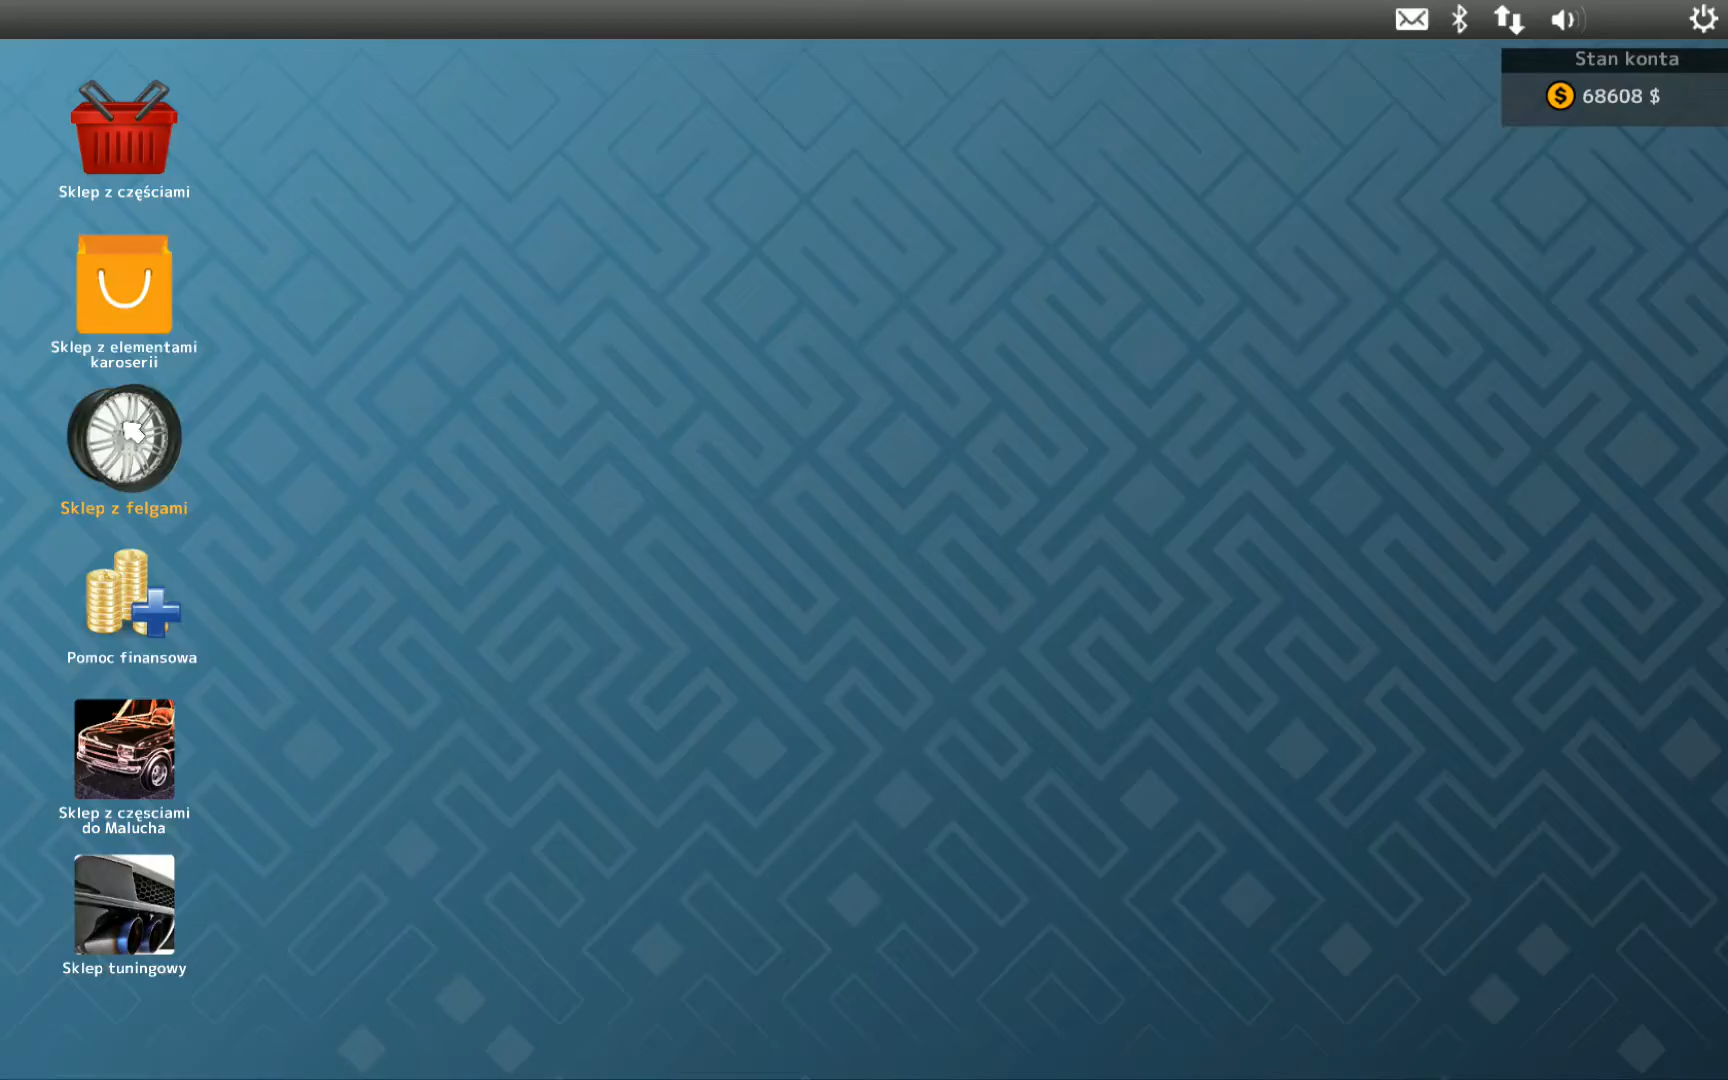 Stan konta
68608 $
Sklep z częściami
Sklep z elementami
karoserii
Sklep z felgami
Pomoc finansowa
Sklep z częsciami
do Malucha
Sklep tuningowy